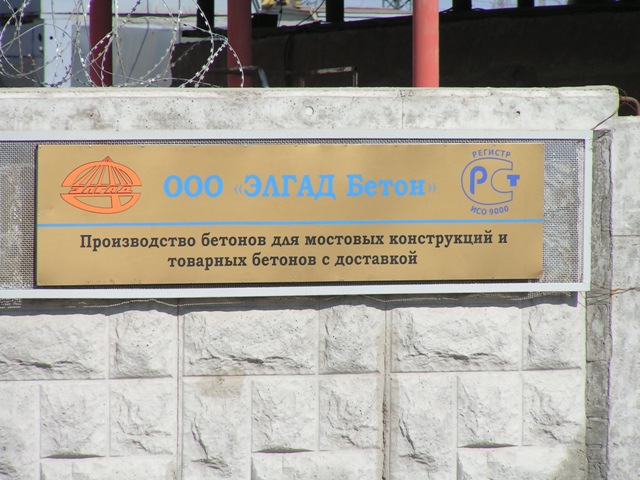 ЭЛГАД
ООО «ЭЛГАД Бетон»
РЕГИСТР
РСТ
ИСО 9000
Производство бетонов для мостовых конструкций и
товарных бетонов с доставкой